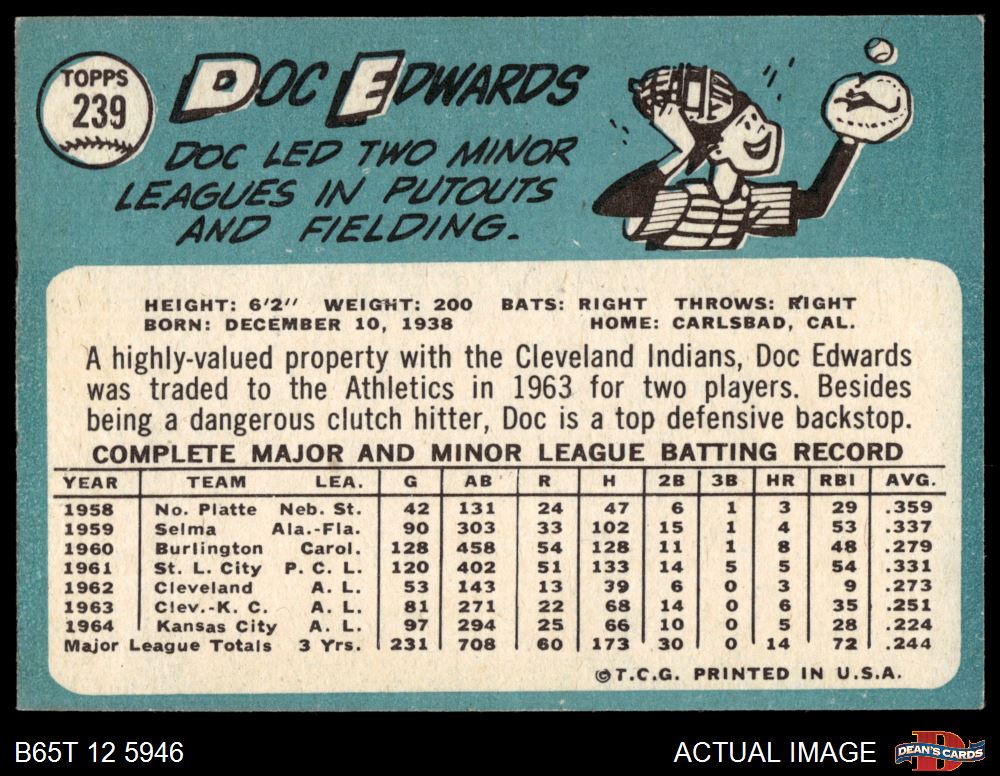 TOPPS
239
DOC EDWARDS
DOC LED TWO MINOR
LEAGUES IN PUTOUTS
AND FIELDING.
HEIGHT: 6'2" WEIGHT: 200 BATS: RIGHT THROWS: RIGHT
BORN: DECEMBER 10, 1938 HOME: CARLSBAD, CAL.
A highly-valued property with the Cleveland Indians, Doc Edwards
was traded to the Athletics in 1963 for two players. Besides
being a dangerous clutch hitter, Doc is a top defensive backstop.
COMPLETE MAJOR AND MINOR LEAGUE BATTING RECORD
YEAR TEAM LEA. G AB R H 2B 3B HR RBI AVG.
1958 No. Platte Neb. St. 42 131 24 47 6 1 3 29 .359
1959 Selma Ala.-Fla. 90 303 33 102 15 1 4 53 .337
1960 Burlington Carol. 128 458 54 128 11 1 8 48 .279
1961 St. L. City P. C. L. 120 402 51 133 14 5 5 54 .331
1962 Cleveland A. L. 53 143 13 39 6 0 3 9 .273
1963 Clev.-K. C. A. L. 81 271 22 68 14 0 6 35 .251
1964 Kansas City A. L. 97 294 25 66 10 0 5 28 .224
Major League Totals 3 Yrs. 231 708 60 173 30 0 14 72 .244
©T.C.G. PRINTED IN U.S.A.
B65T 12 5946
ACTUAL IMAGE
D
DEAN'S CARDS